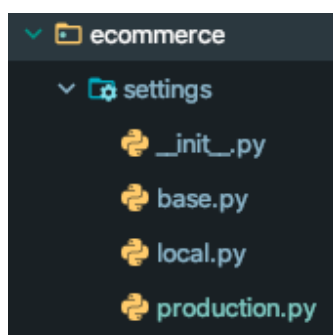 ecommerce
settings
__init__.py
base.py
local.py
production.py